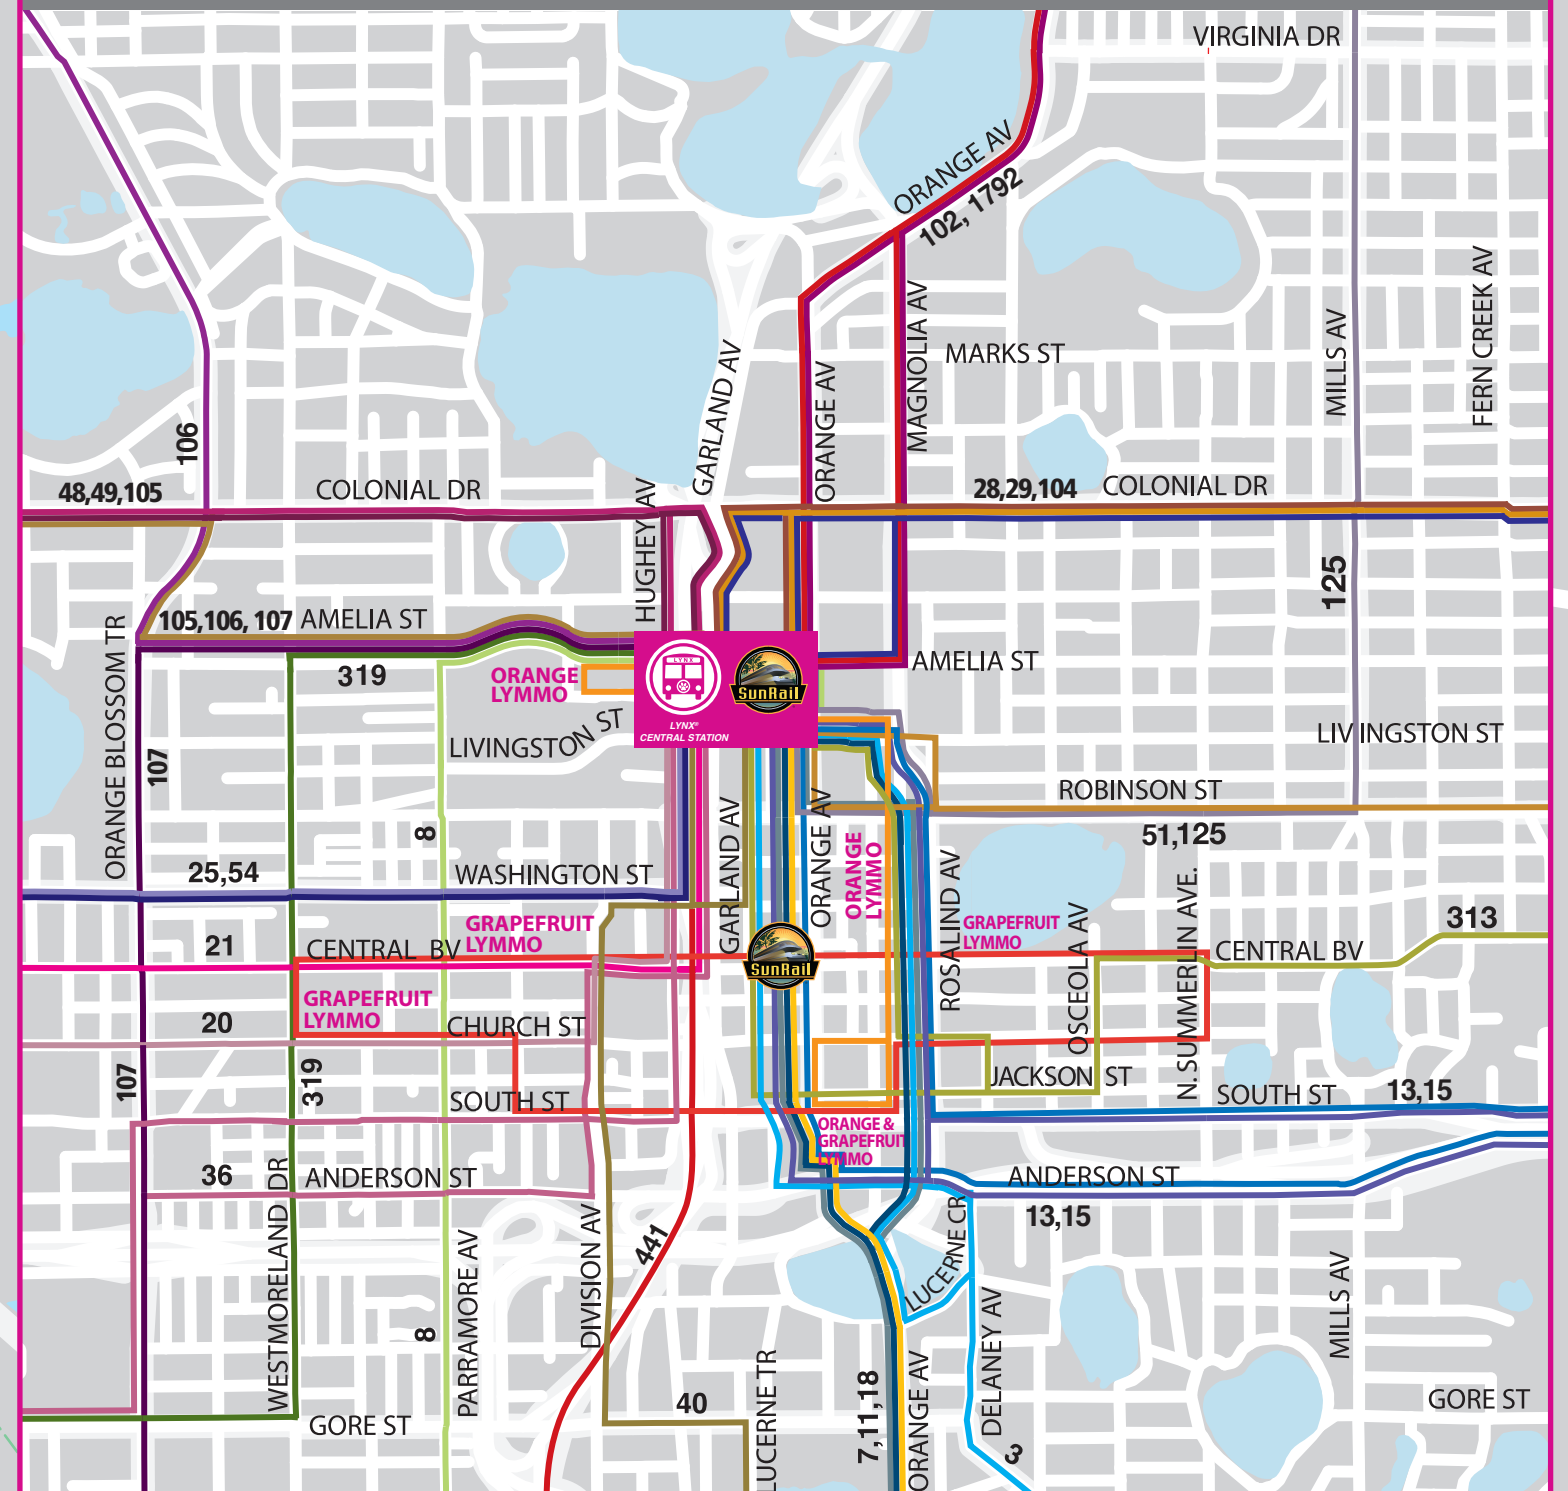 VIRGINIA DR
ORANGE AV
102, 1792
MILLS AV
FERN CREEK AV
MAGNOLIA AV
MARKS ST
GARLAND AV
ORANGE AV
106
48,49,105
COLONIAL DR
HUGHEY AV
28,29,104
COLONIAL DR
125
105,106, 107
AMELIA ST
ORANGE BLOSSOM TR
319
ORANGE
LYMMO
LYNX
SunRail
LYNX®
CENTRAL STATION
AMELIA ST
LIVINGSTON ST
LIVINGSTON ST
107
ROBINSON ST
51,125
8
GARLAND AV
ORANGE AV
ORANGE
LYMMO
25,54
WASHINGTON ST
ROSALIND AV
GRAPEFRUIT
LYMMO
OSCEOLA AV
N. SUMMERLIN AVE.
313
GRAPEFRUIT
LYMMO
21
CENTRAL BV
SunRail
CENTRAL BV
GRAPEFRUIT
LYMMO
20
CHURCH ST
107
319
SOUTH ST
JACKSON ST
SOUTH ST
13,15
ORANGE &
GRAPEFRUIT
LYMMO
36
ANDERSON ST
ANDERSON ST
13,15
WESTMORELAND DR
PARRAMORE AV
DIVISION AV
441
LUCERNE CR
MILLS AV
8
DELANEY AV
LUCERNE TR
7,11,18
ORANGE AV
40
GORE ST
GORE ST
3